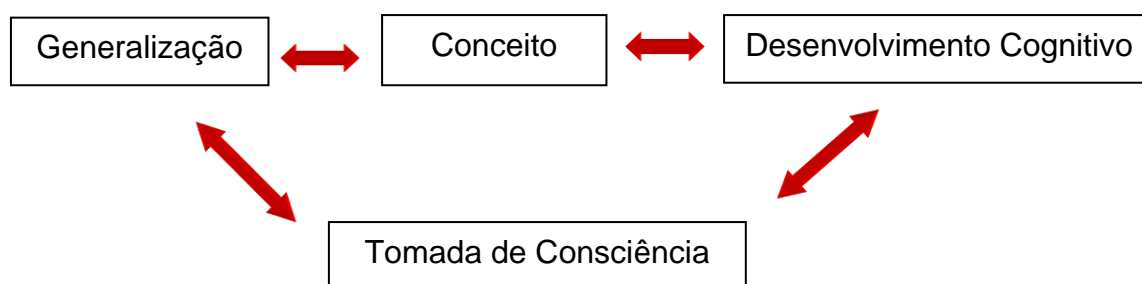 Generalização
Conceito
Desenvolvimento Cognitivo
Tomada de Consciência